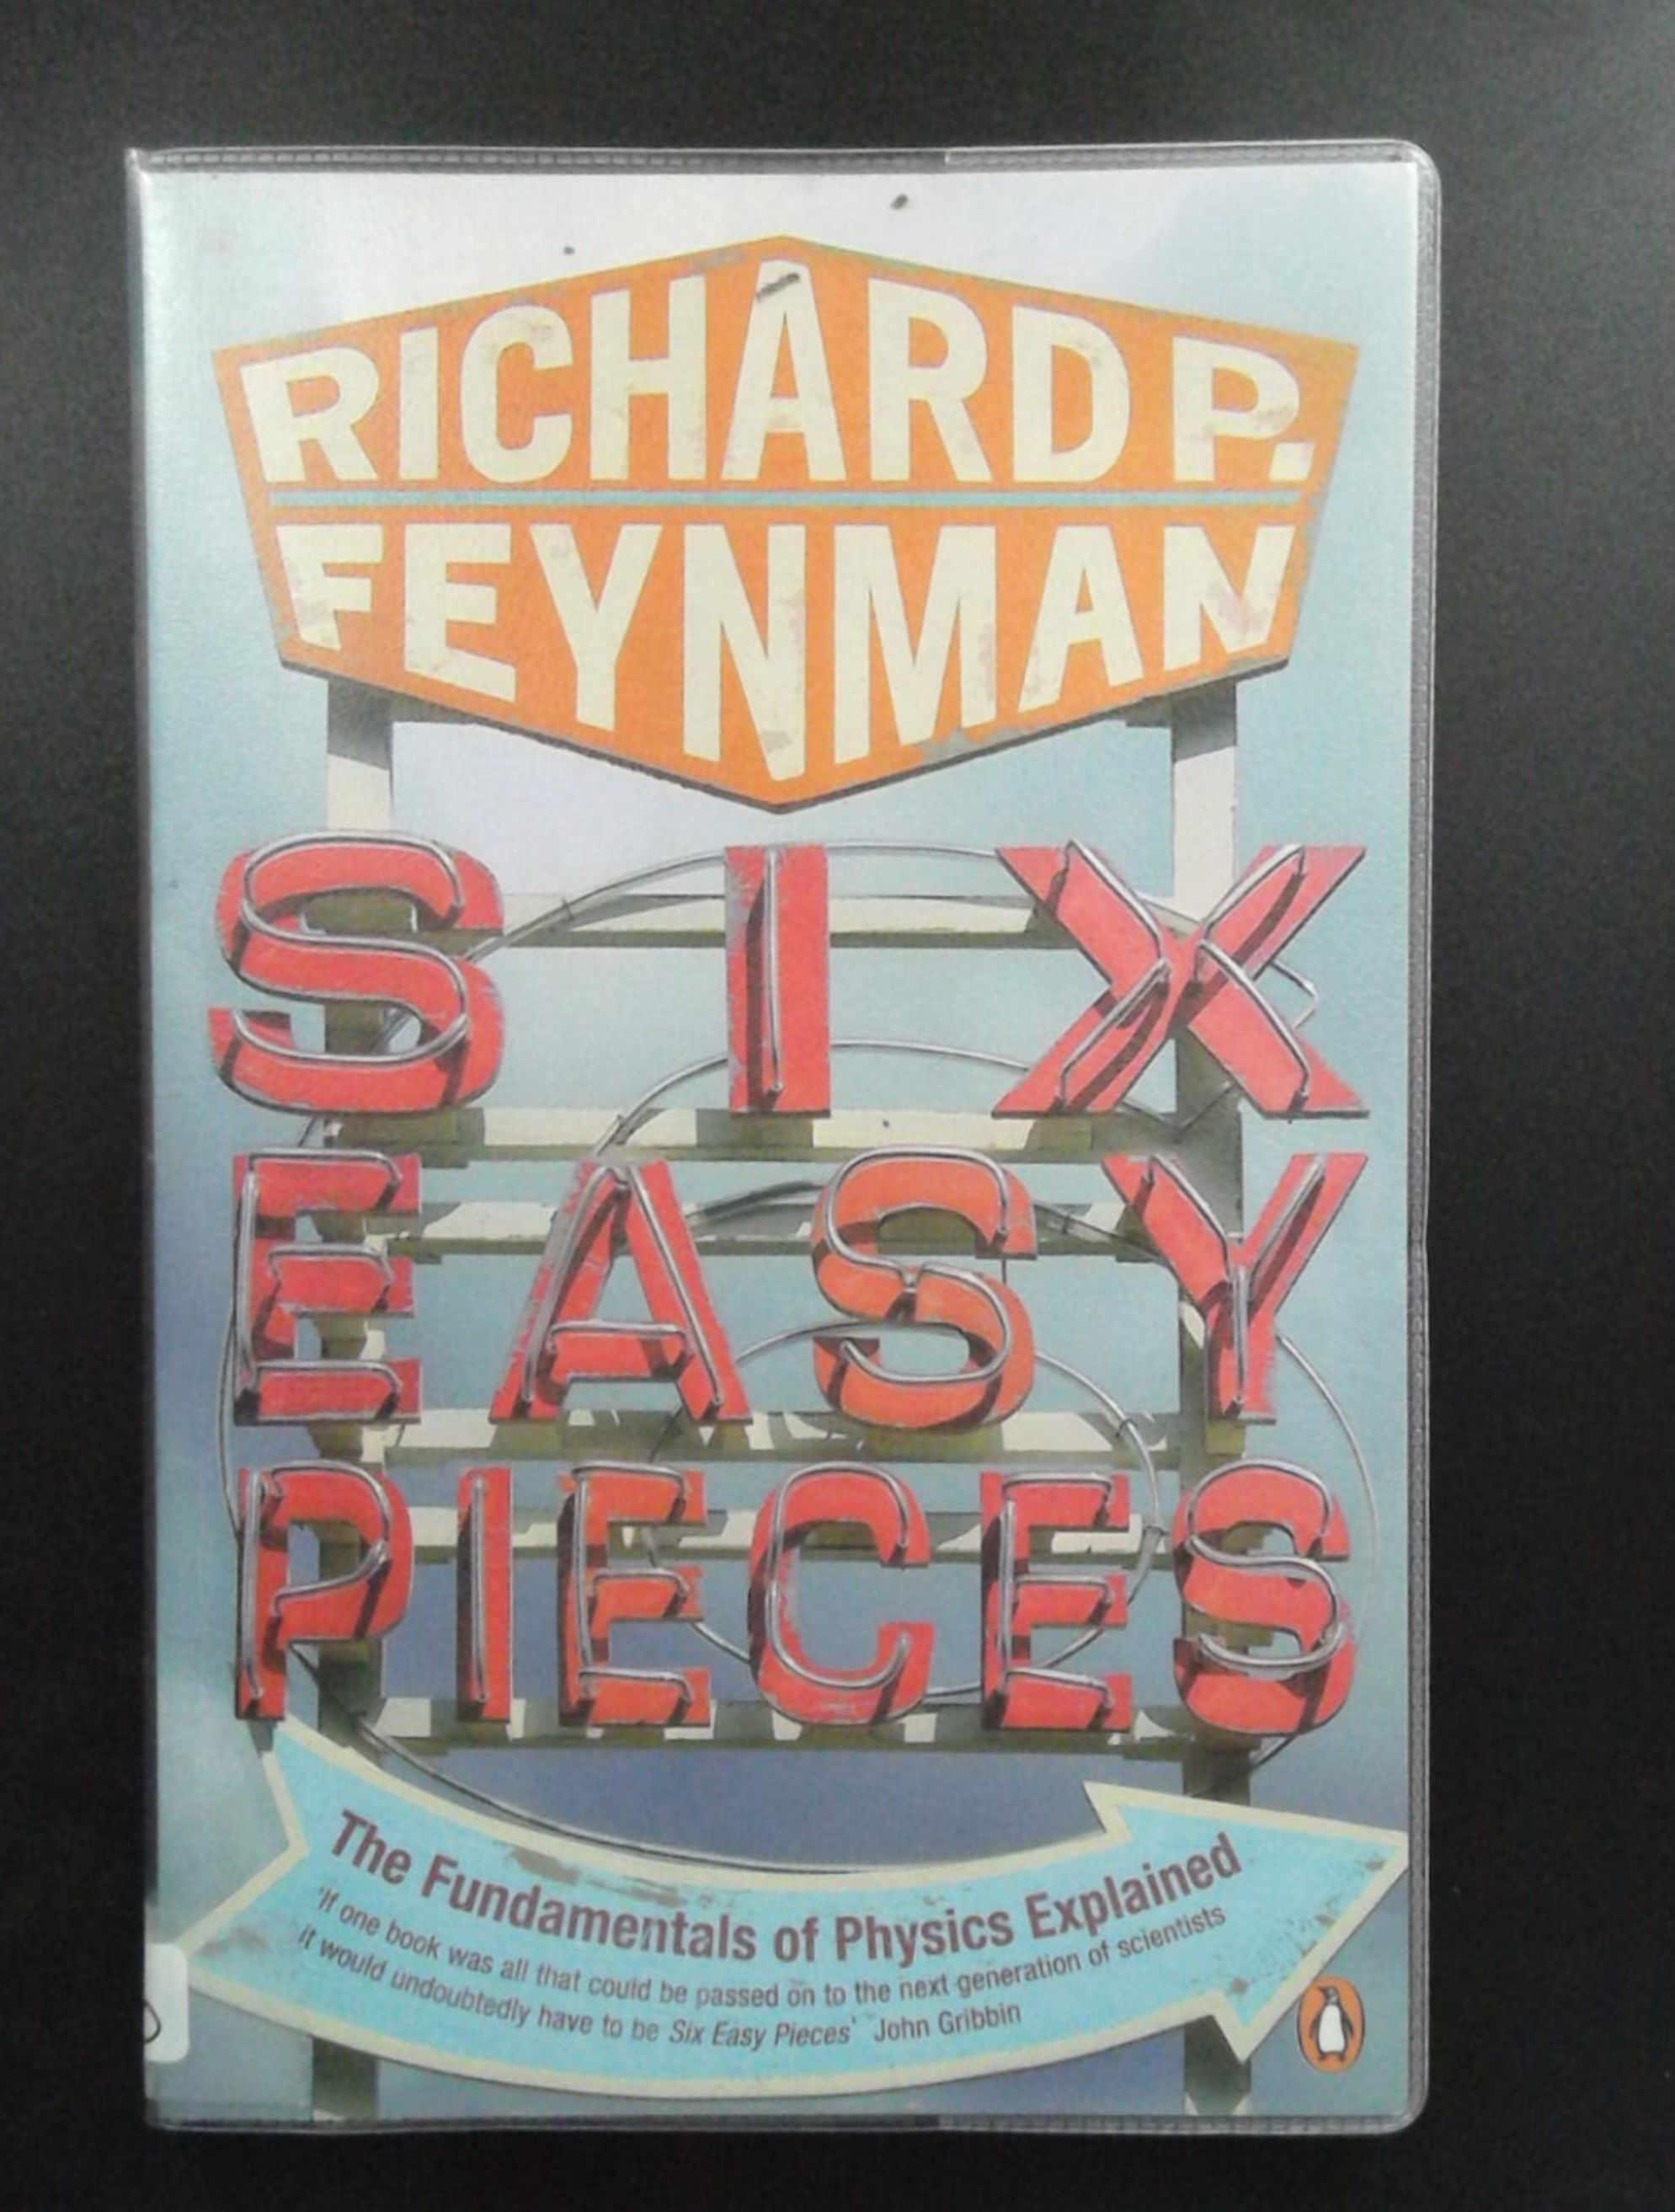 RICHARD P.
FEYNMAN
SIX
EASY
PIECES
The Fundamentals of Physics Explained
'If one book was all that could be passed on to the next generation of scientists
it would undoubtedly have to be Six Easy Pieces' John Gribbin